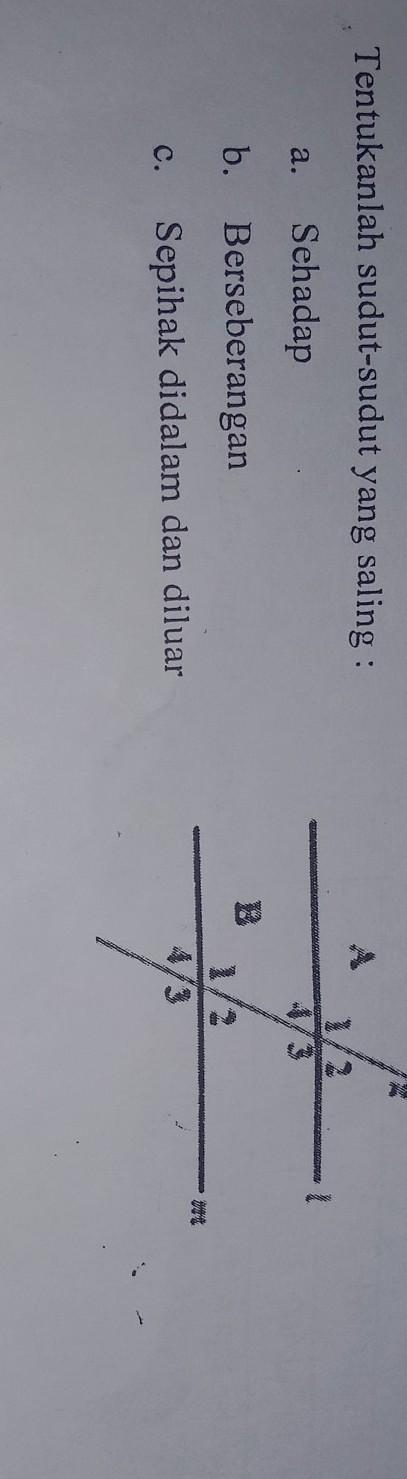 Tentukanlah sudut-sudut yang saling :
a. Sehadap
b. Berseberangan
c. Sepihak didalam dan diluar
A
1 2
4 3
l
B
1 2
4 3
m